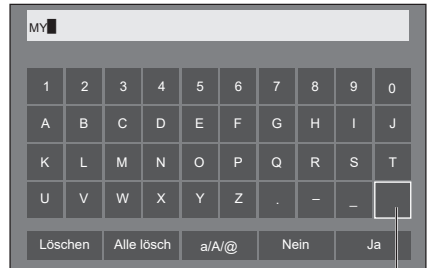 MY
1 2 3 4 5 6 7 8 9 0
A B C D E F G H I J
K L M N O P Q R S T
U V W X Y Z . – _
Löschen Alle lösch a/A/@ Nein Ja